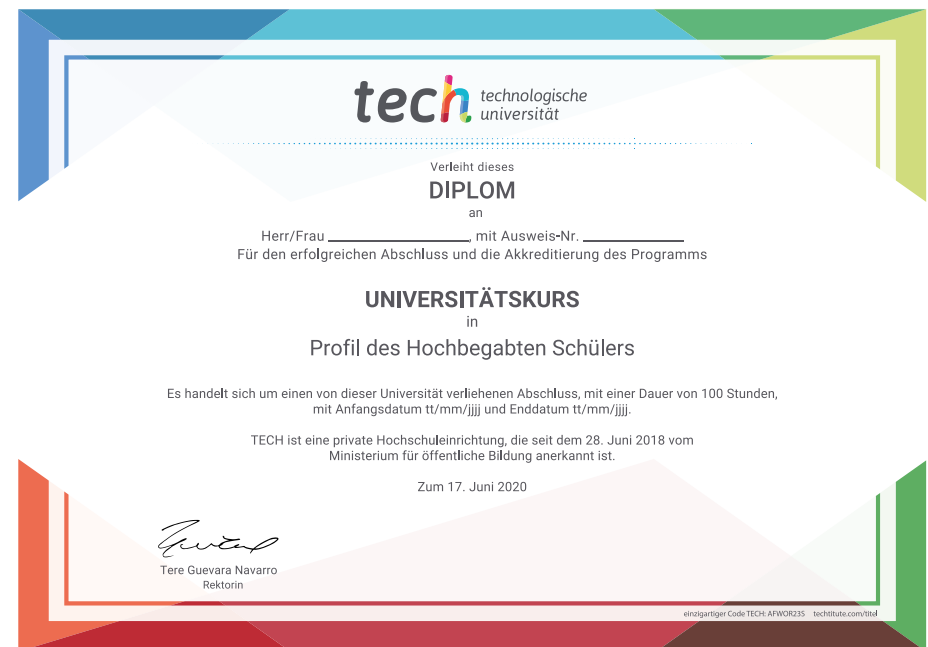 tech technologische
universität
Verleiht dieses
DIPLOM
an
Herr/Frau ____________________, mit Ausweis-Nr. ______________
Für den erfolgreichen Abschluss und die Akkreditierung des Programms
UNIVERSITÄTSKURS
in
Profil des Hochbegabten Schülers
Es handelt sich um einen von dieser Universität verliehenen Abschluss, mit einer Dauer von 100 Stunden,
mit Anfangsdatum tt/mm/jjjj und Enddatum tt/mm/jjjj.
TECH ist eine private Hochschuleinrichtung, die seit dem 28. Juni 2018 vom
Ministerium für öffentliche Bildung anerkannt ist.
Zum 17. Juni 2020
Tere Guevara Navarro
Rektorin
einzigartiger Code TECH: AFWOR23S techtitute.com/titel